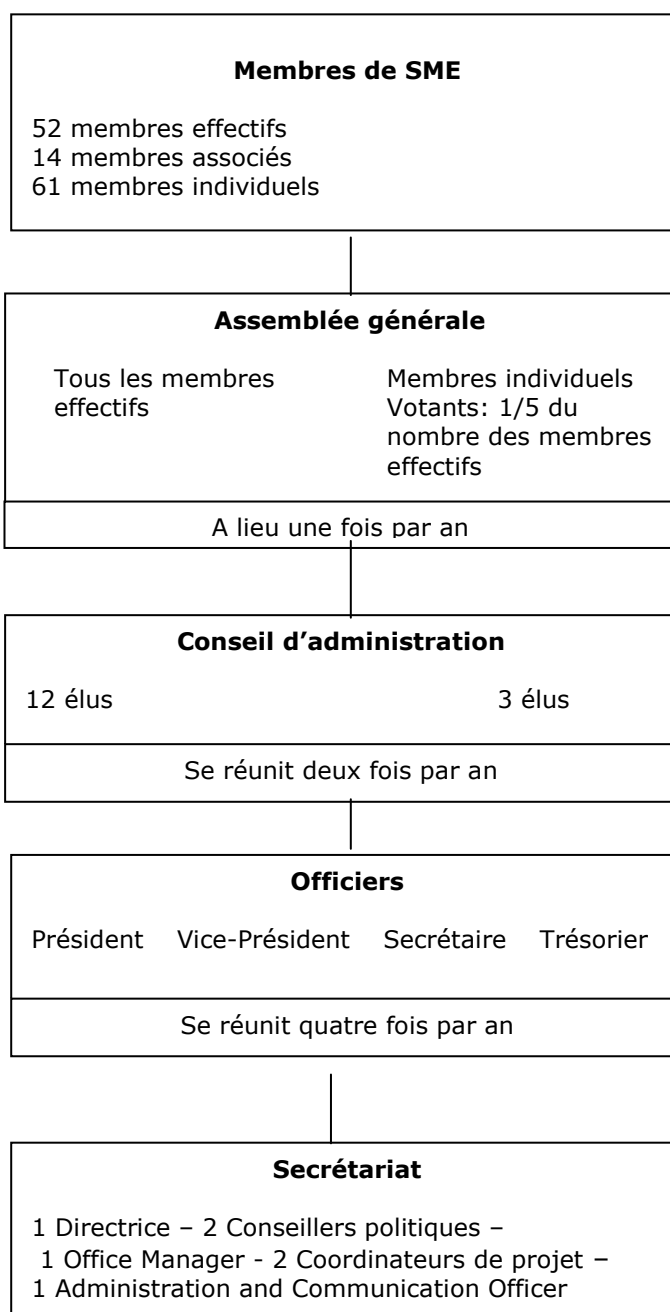 Membres de SME
52 membres effectifs
14 membres associés
61 membres individuels
Assemblée générale
Tous les membres
effectifs
Membres individuels
Votants: 1/5 du
nombre des membres
effectifs
A lieu une fois par an
Conseil d’administration
12 élus 3 élus
Se réunit deux fois par an
Officiers
Président Vice-Président Secrétaire Trésorier
Se réunit quatre fois par an
Secrétariat
1 Directrice – 2 Conseillers politiques –
1 Office Manager - 2 Coordinateurs de projet –
1 Administration and Communication Officer